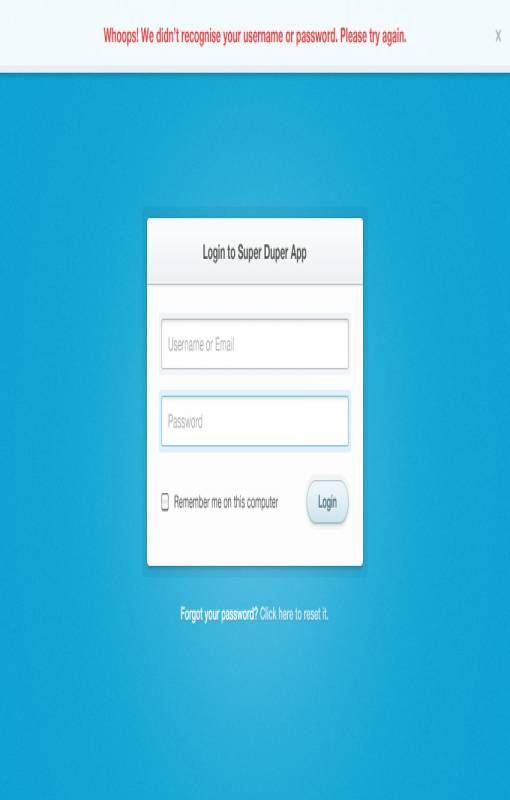 Whoops! We didn't recognise your username or password. Please try again.
x
Login to Super Duper App
Username or Email
Password
Remember me on this computer
Login
Forgot your password? Click here to reset it.